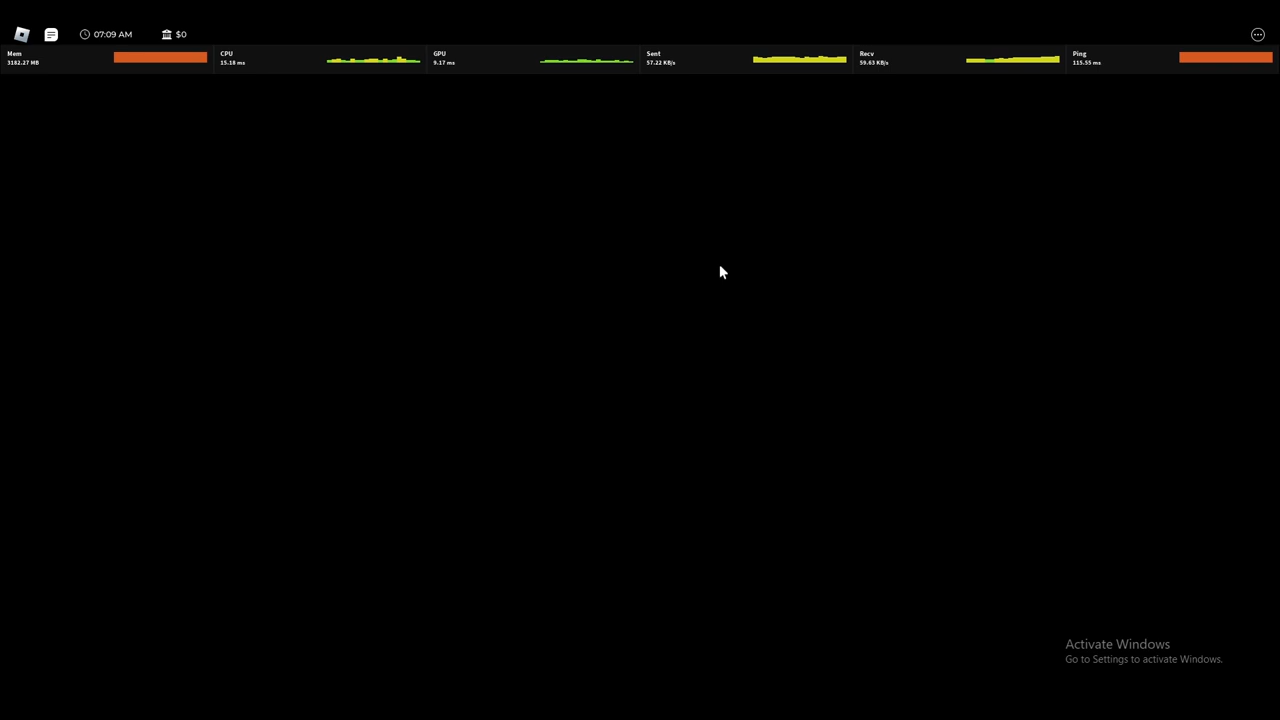 07:09 AM $0
Mem CPU GPU Sent Recv Ping
3182.27 MB 15.18 ms 9.17 ms 57.22 KB/s 59.63 KB/s 115.55 ms
Activate Windows
Go to Settings to activate Windows.